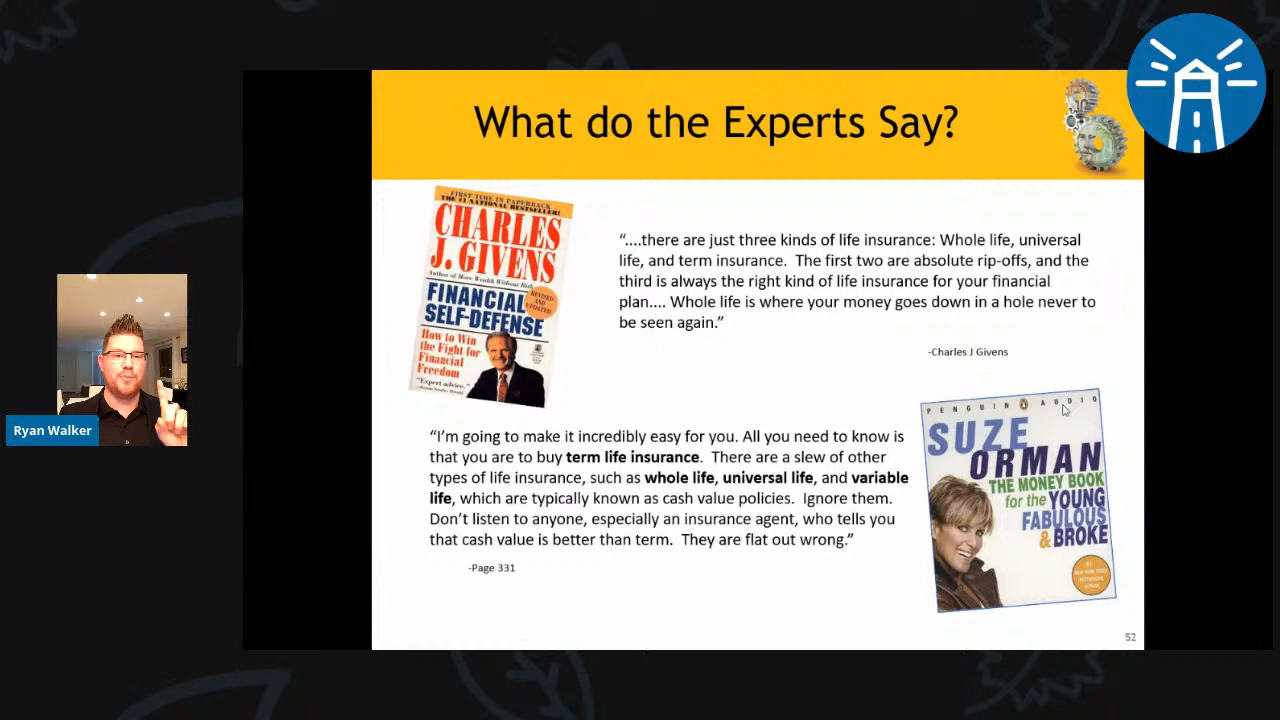 What do the Experts Say?
FIRST TIME IN PAPERBACK
THE #1 NATIONAL BESTSELLER!
CHARLES
J. GIVENS
Author of More Wealth Without Risk
FINANCIAL
SELF-DEFENSE
REVISED
AND
UPDATED
How to Win
the Fight for
Financial
Freedom
"Expert advice."
“....there are just three kinds of life insurance: Whole life, universal
life, and term insurance. The first two are absolute rip-offs, and the
third is always the right kind of life insurance for your financial
plan.... Whole life is where your money goes down in a hole never to
be seen again.”
-Charles J Givens
Ryan Walker
“I’m going to make it incredibly easy for you. All you need to know is
that you are to buy term life insurance. There are a slew of other
types of life insurance, such as whole life, universal life, and variable
life, which are typically known as cash value policies. Ignore them.
Don’t listen to anyone, especially an insurance agent, who tells you
that cash value is better than term. They are flat out wrong.”
-Page 331
PENGUIN AUDIO
SUZE
ORMAN
THE MONEY BOOK
for the YOUNG
FABULOUS
& BROKE
52